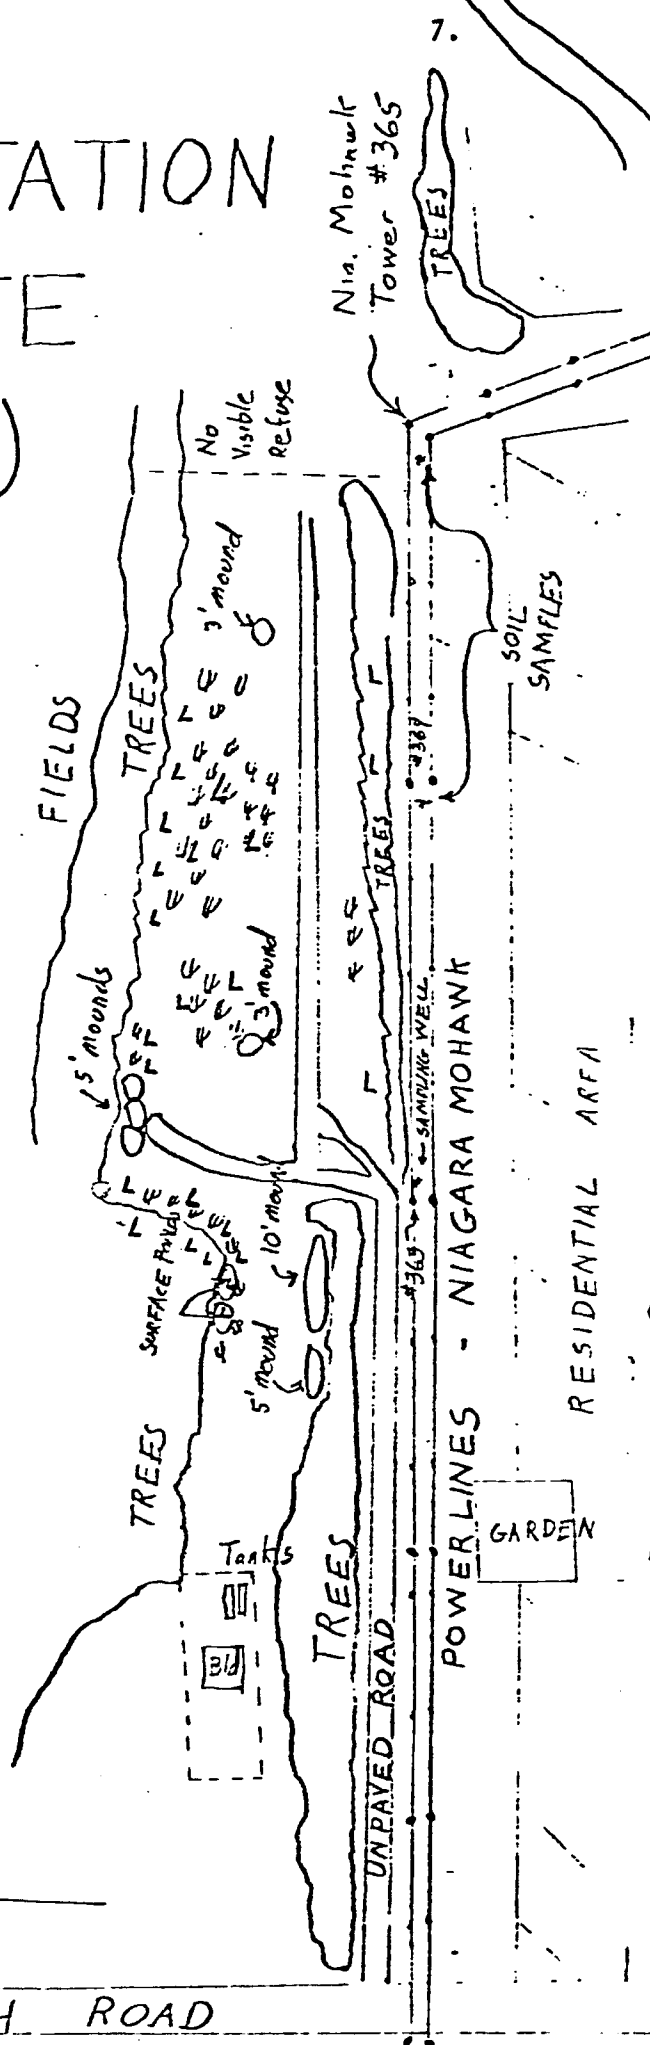 7.
TATION
TE
Nia. Mohawk
Tower #365
TREES
No
Visible
Refuse
3' mound
SOIL
SAMPLES
FIELDS
TREES
#367
TREES
5' mounds
3' mound
SAMPLING WELL
POWER LINES - NIAGARA MOHAWK
RESIDENTIAL AREA
10' mound
#369
SURFACE
5' mound
TREES
Tanks
Bld
TREES
GARDEN
UNPAVED ROAD
H ROAD